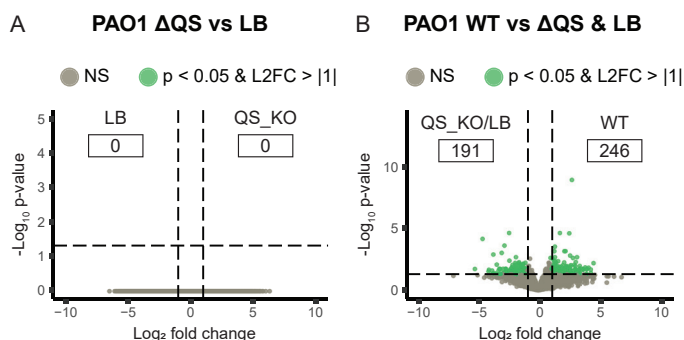 A
PAO1 ΔQS vs LB
NS
p < 0.05 & L2FC > |1|
LB
QS_KO
0
0
5
4
3
2
1
0
-Log₁₀ p-value
−10
−5
0
5
10
Log₂ fold change
B
PAO1 WT vs ΔQS & LB
NS
p < 0.05 & L2FC > |1|
QS_KO/LB
WT
191
246
10
5
0
-Log₁₀ p-value
−10
−5
0
5
10
Log₂ fold change